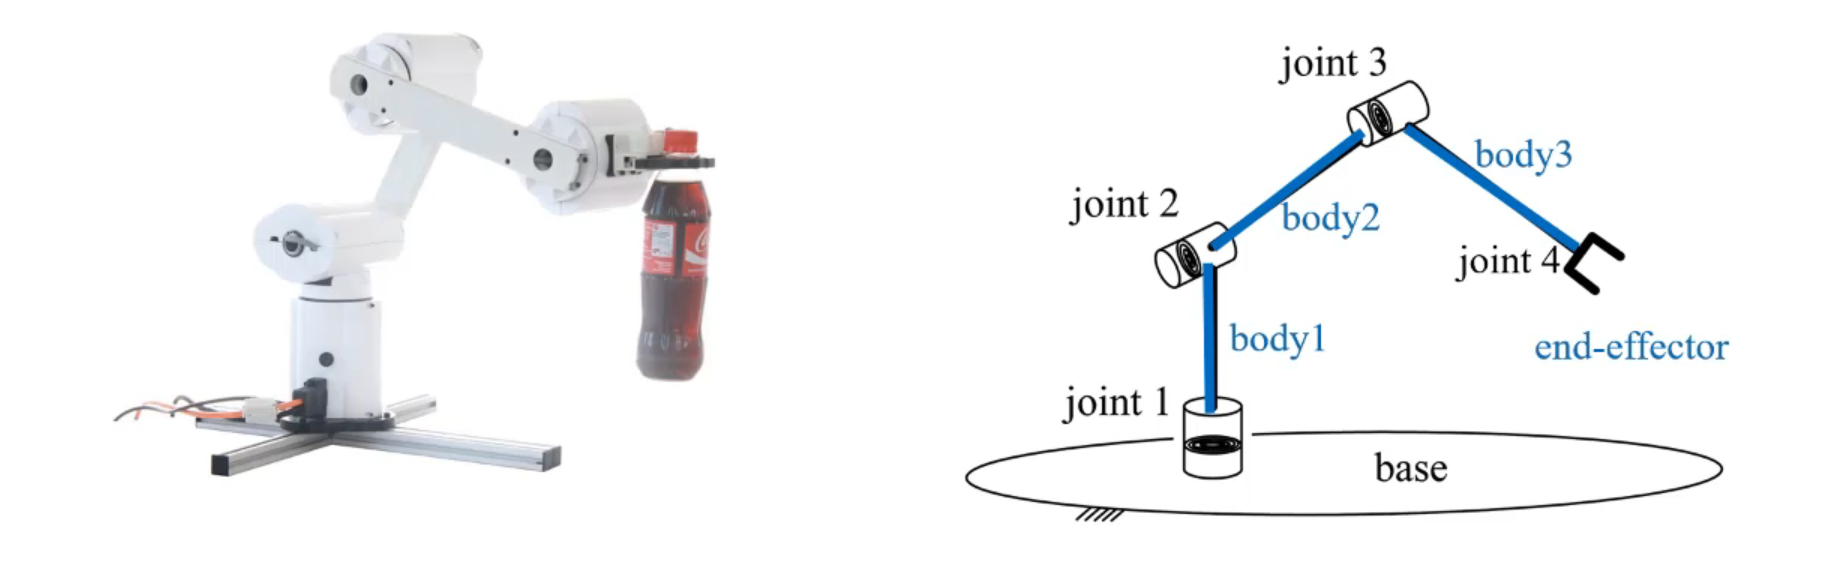 joint 3
body3
joint 2
body2
joint 4
body1
end-effector
joint 1
base